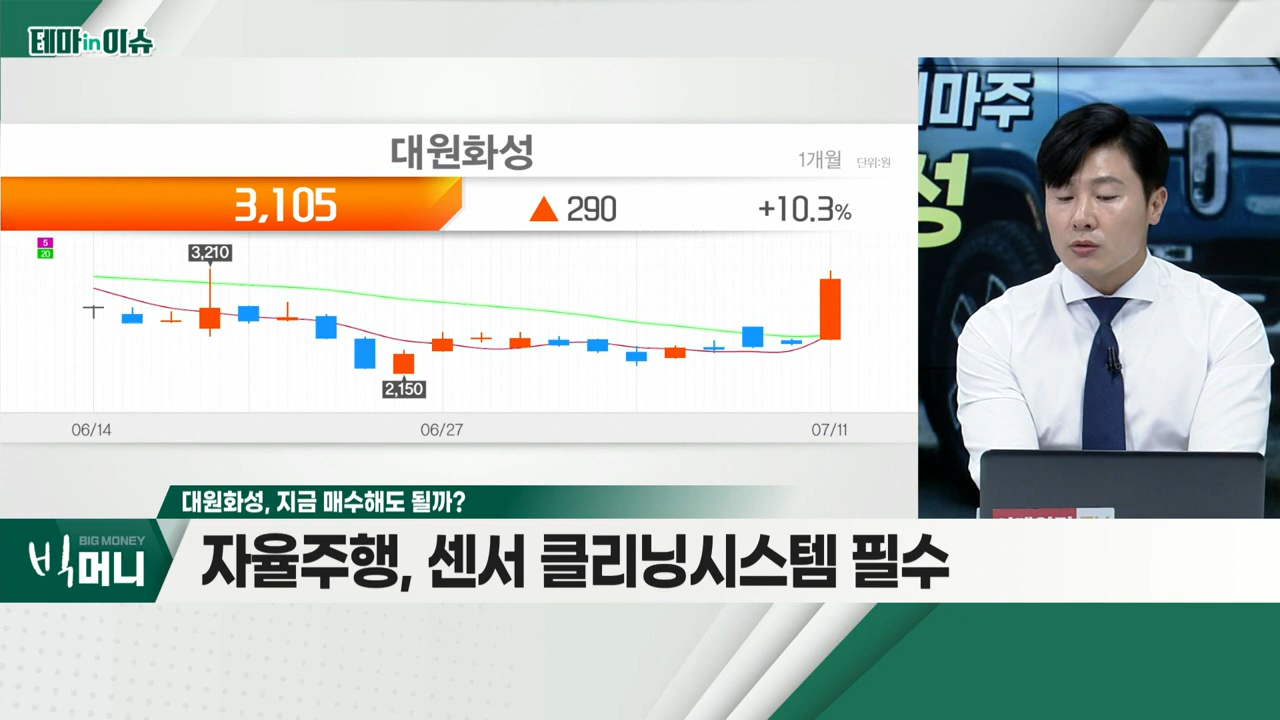 테마in이슈
대원화성
1개월 단위:원
3,105 ▲ 290 +10.3%
5
20
3,210
2,150
06/14 06/27 07/11
마주
성
대원화성, 지금 매수해도 될까?
BIG MONEY
빅머니
자율주행, 센서 클리닝시스템 필수